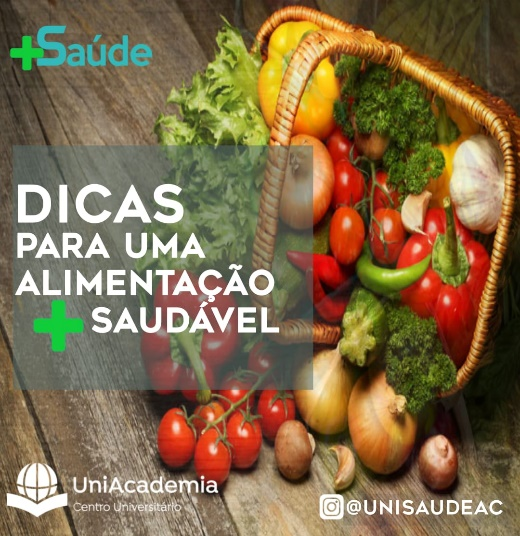 +Saúde
DICAS
PARA UMA
ALIMENTAÇÃO
+ SAUDÁVEL
UniAcademia
Centro Universitário
@UNISAUDEAC